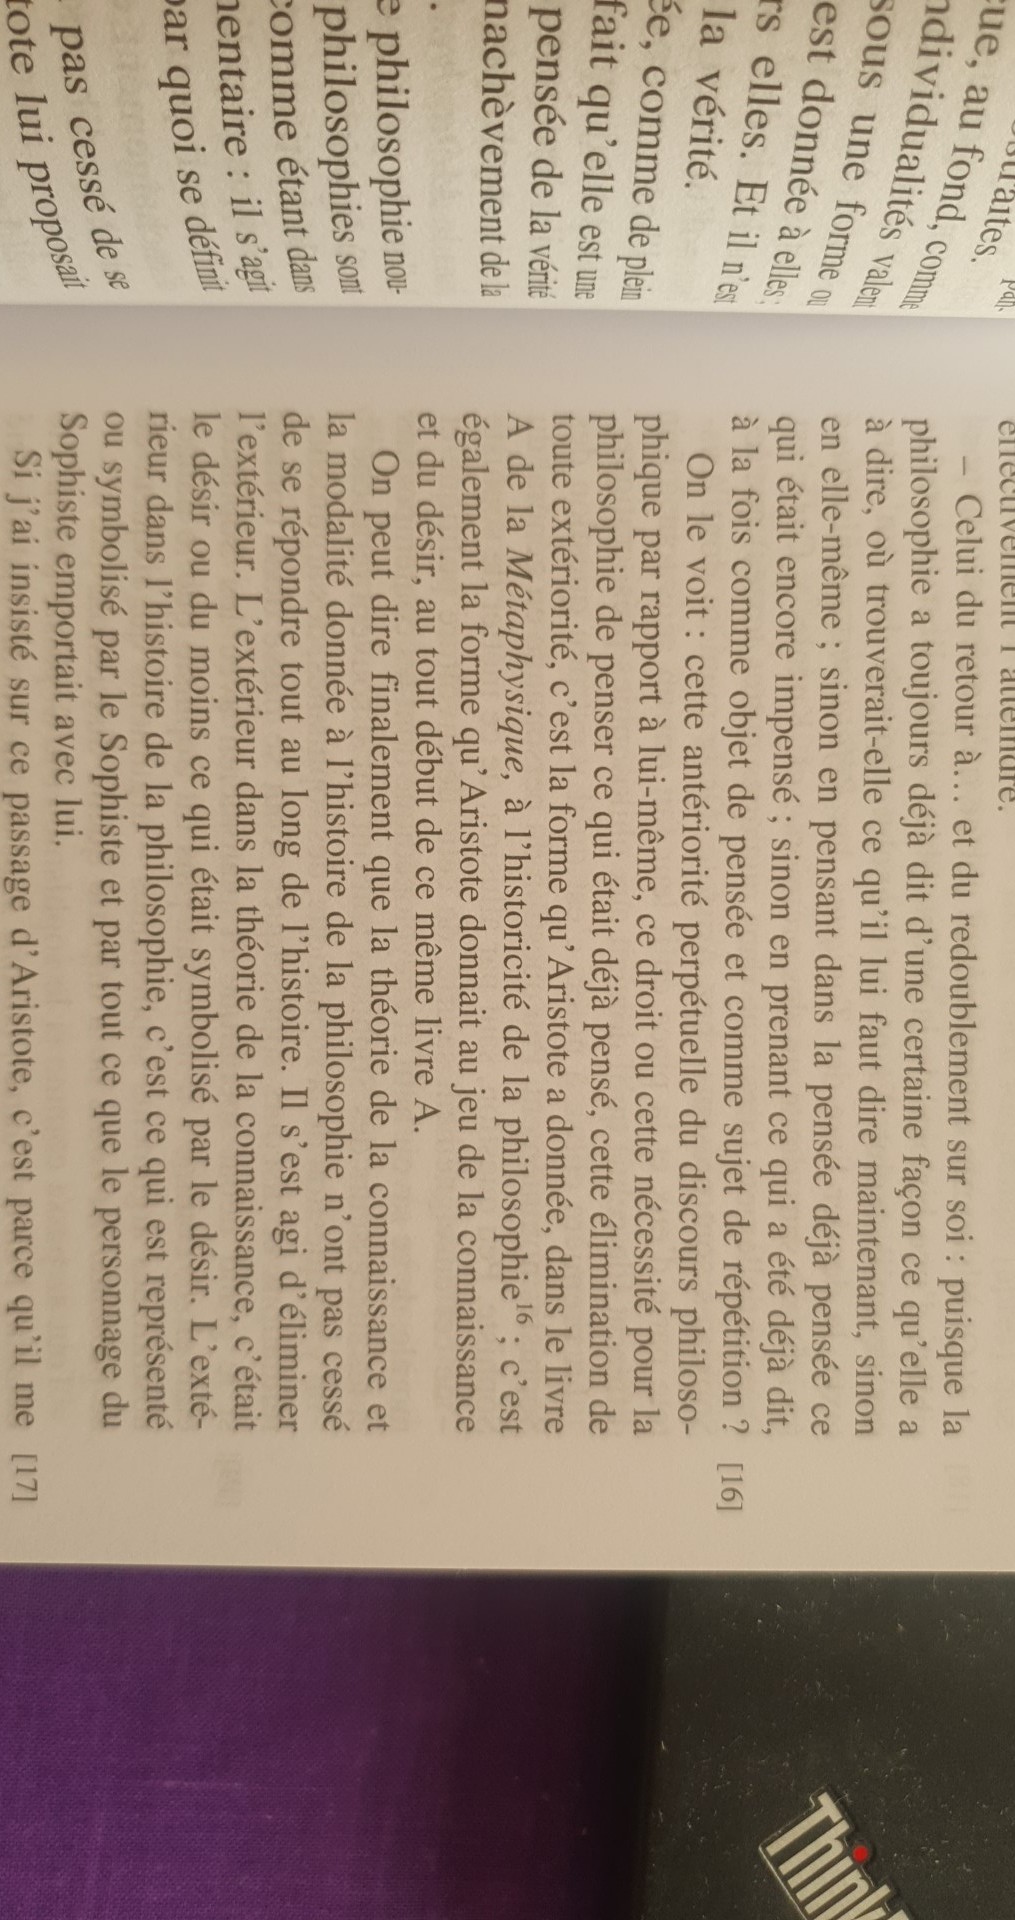 que, au fond,
ndividualités valent
sous une forme ou
est donnée à elles ;
rs elles. Et il n'est
la vérité.
ée, comme de plein
fait qu'elle est une
pensée de la vérité
nachèvement de la
.
e philosophie nou-
philosophies sont
comme étant dans
mentaire : il s'agit
par quoi se définit
pas cessé de se
tote lui proposait
effectivement l'atteindre.
– Celui du retour à… et du redoublement sur soi : puisque la
philosophie a toujours déjà dit d'une certaine façon ce qu'elle a
à dire, où trouverait-elle ce qu'il lui faut dire maintenant, sinon
en elle-même ; sinon en pensant dans la pensée déjà pensée ce
qui était encore impensé ; sinon en prenant ce qui a été déjà dit,
à la fois comme objet de pensée et comme sujet de répétition ? [16]
On le voit : cette antériorité perpétuelle du discours philoso-
phique par rapport à lui-même, ce droit ou cette nécessité pour la
philosophie de penser ce qui était déjà pensé, cette élimination de
toute extériorité, c'est la forme qu'Aristote a donnée, dans le livre
A de la Métaphysique, à l'historicité de la philosophie16 ; c'est
également la forme qu'Aristote donnait au jeu de la connaissance
et du désir, au tout début de ce même livre A.
On peut dire finalement que la théorie de la connaissance et
la modalité donnée à l'histoire de la philosophie n'ont pas cessé
de se répondre tout au long de l'histoire. Il s'est agi d'éliminer
l'extérieur. L'extérieur dans la théorie de la connaissance, c'était
le désir ou du moins ce qui était symbolisé par le désir. L'exté-
rieur dans l'histoire de la philosophie, c'est ce qui est représenté
ou symbolisé par le Sophiste et par tout ce que le personnage du
Sophiste emportait avec lui.
Si j'ai insisté sur ce passage d'Aristote, c'est parce qu'il me [17]
Think